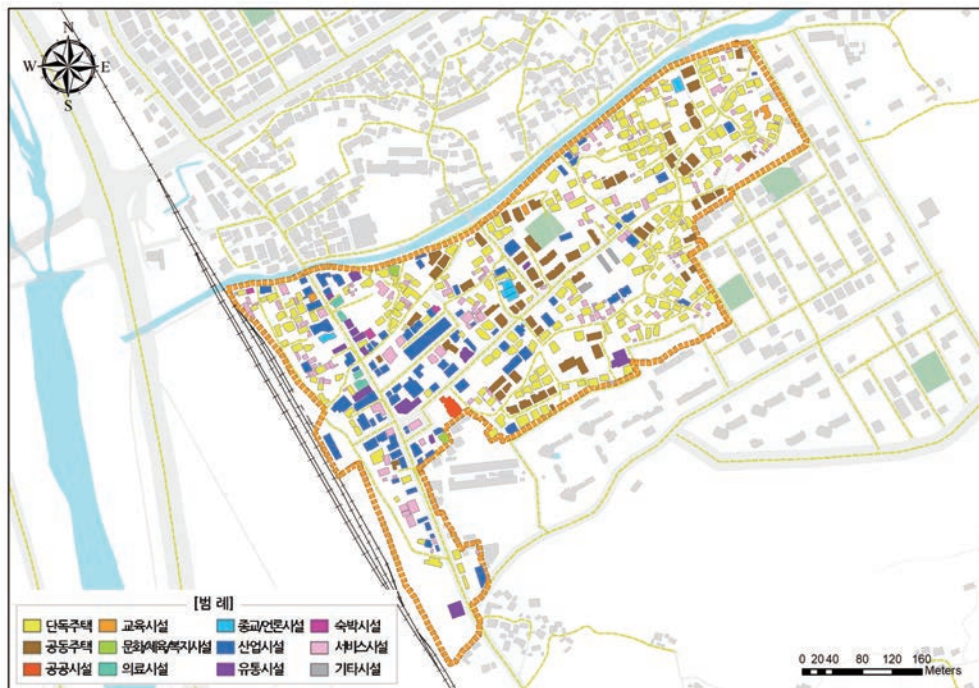 N
W E
S
[범 례]
단독주택 교육시설 종교/언론시설 숙박시설
공동주택 문화/체육/복지시설 산업시설 서비스시설
공공시설 의료시설 유통시설 기타시설
0 20 40 80 120 160
Meters